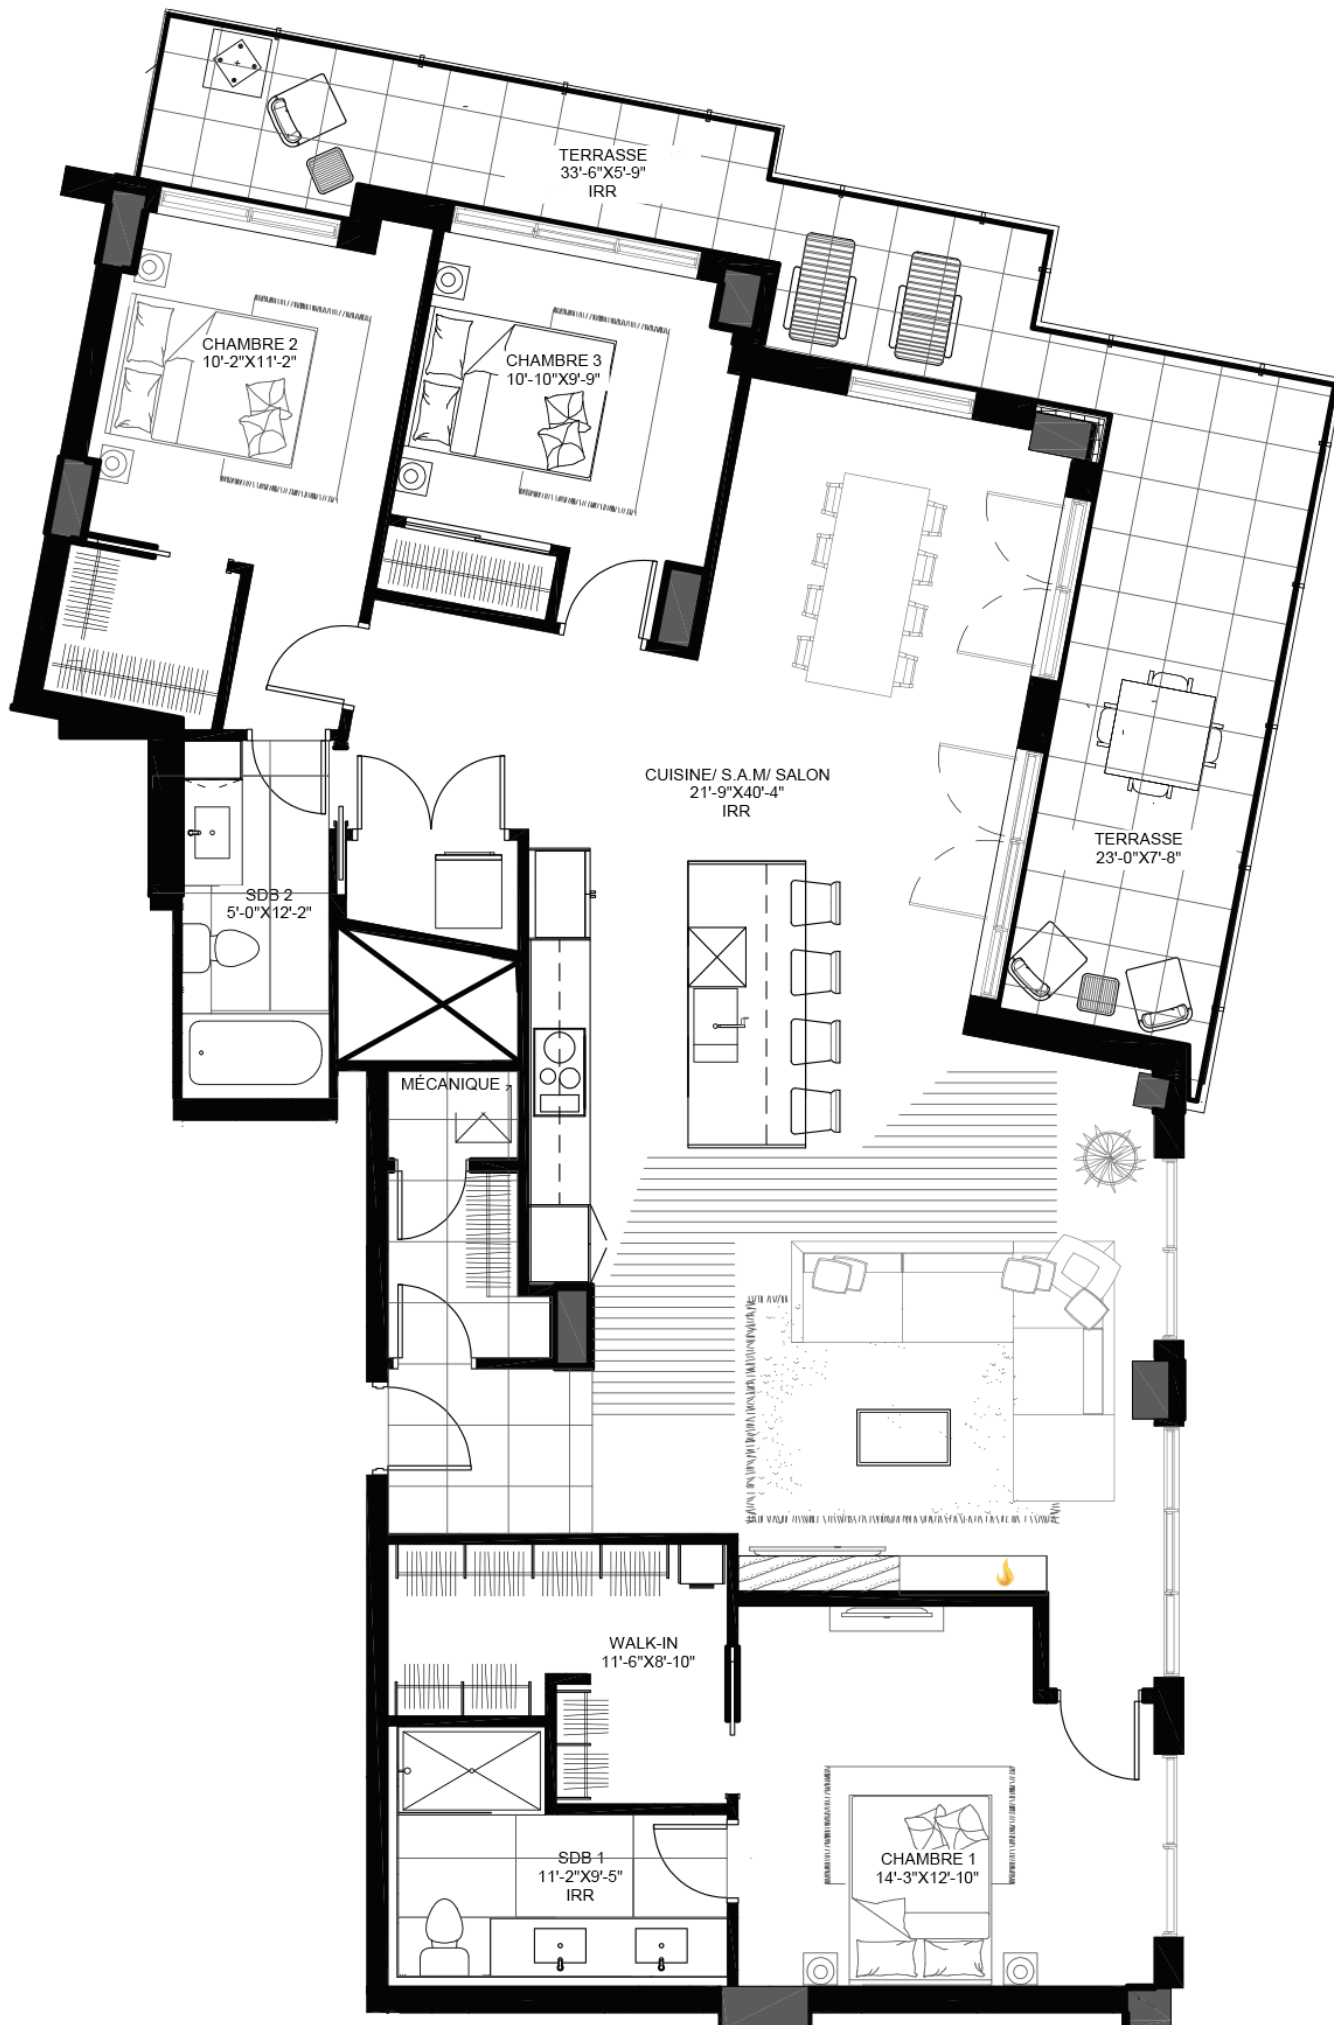 TERRASSE
33'-6"X5'-9"
IRR
CHAMBRE 2
10'-2"X11'-2"
CHAMBRE 3
10'-10"X9'-9"
CUISINE/ S.A.M/ SALON
21'-9"X40'-4"
IRR
TERRASSE
23'-0"X7'-8"
SDB 2
5'-0"X12'-2"
MÉCANIQUE
WALK-IN
11'-6"X8'-10"
SDB 1
11'-2"X9'-5"
IRR
CHAMBRE 1
14'-3"X12'-10"